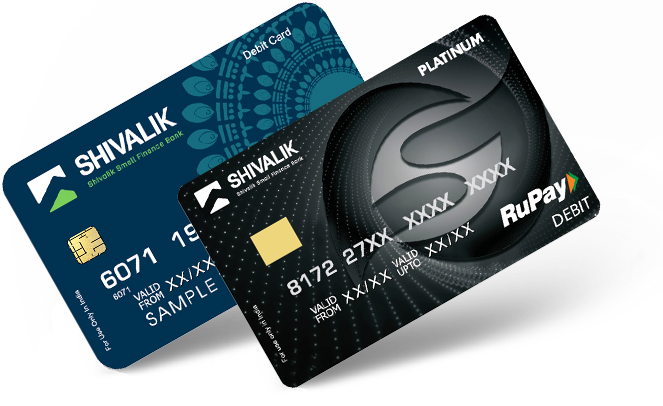 Debit Card
SHIVALIK
Shivalik Small Finance Bank
6071 19
6071
VALID
FROM XX/XX
SAMPLE
For Use Only in India
PLATINUM
SHIVALIK
Shivalik Small Finance Bank
8172 27XX XXXX XXXX
VALID
FROM XX/XX
VALID
UPTO XX/XX
RuPay
DEBIT
For Use only in India